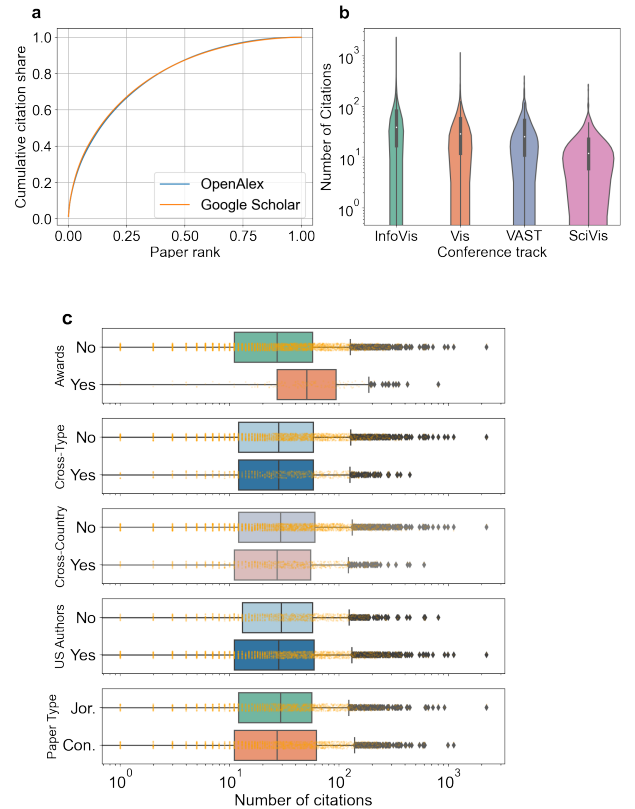 a
1.0
0.8
0.6
0.4
0.2
0.0
Cumulative citation share
OpenAlex
Google Scholar
0.00 0.25 0.50 0.75 1.00
Paper rank
b
10³
10²
10¹
10⁰
Number of Citations
InfoVis Vis VAST SciVis
Conference track
c
Awards
No
Yes
Cross-Type
No
Yes
Cross-Country
No
Yes
US Authors
No
Yes
Paper Type
Jor.
Con.
10⁰ 10¹ 10² 10³
Number of citations